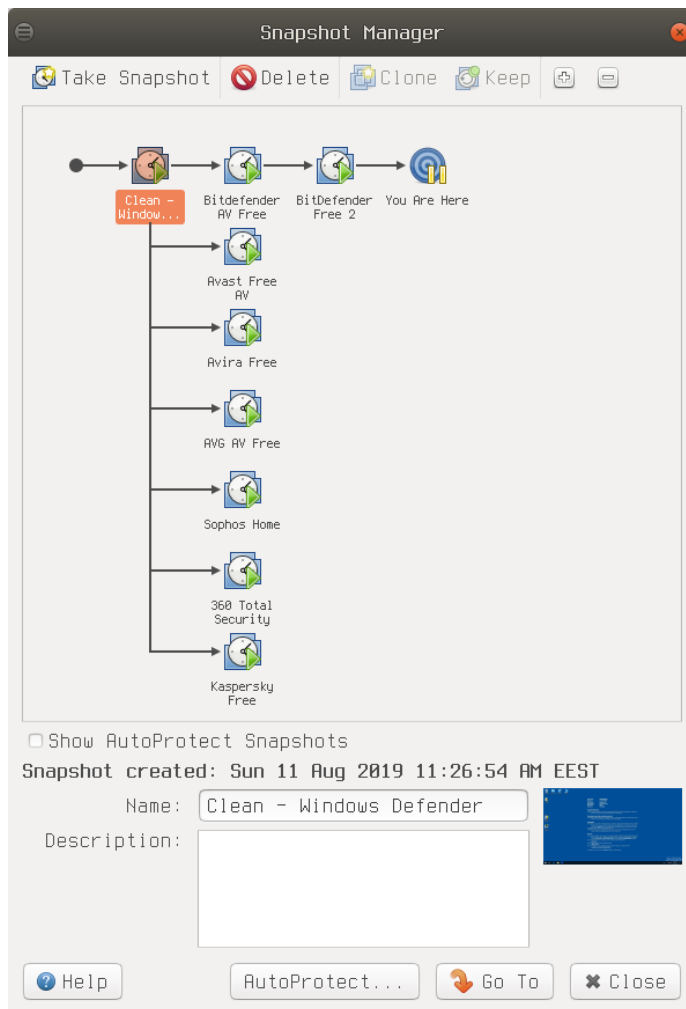 Snapshot Manager
Take Snapshot Delete Clone Keep
Clean -
Window...
Bitdefender
AV Free
BitDefender
Free 2
You Are Here
Avast Free
AV
Avira Free
AVG AV Free
Sophos Home
360 Total
Security
Kaspersky
Free
Show AutoProtect Snapshots
Snapshot created: Sun 11 Aug 2019 11:26:54 AM EEST
Name: Clean - Windows Defender
Description:
Help AutoProtect... Go To Close